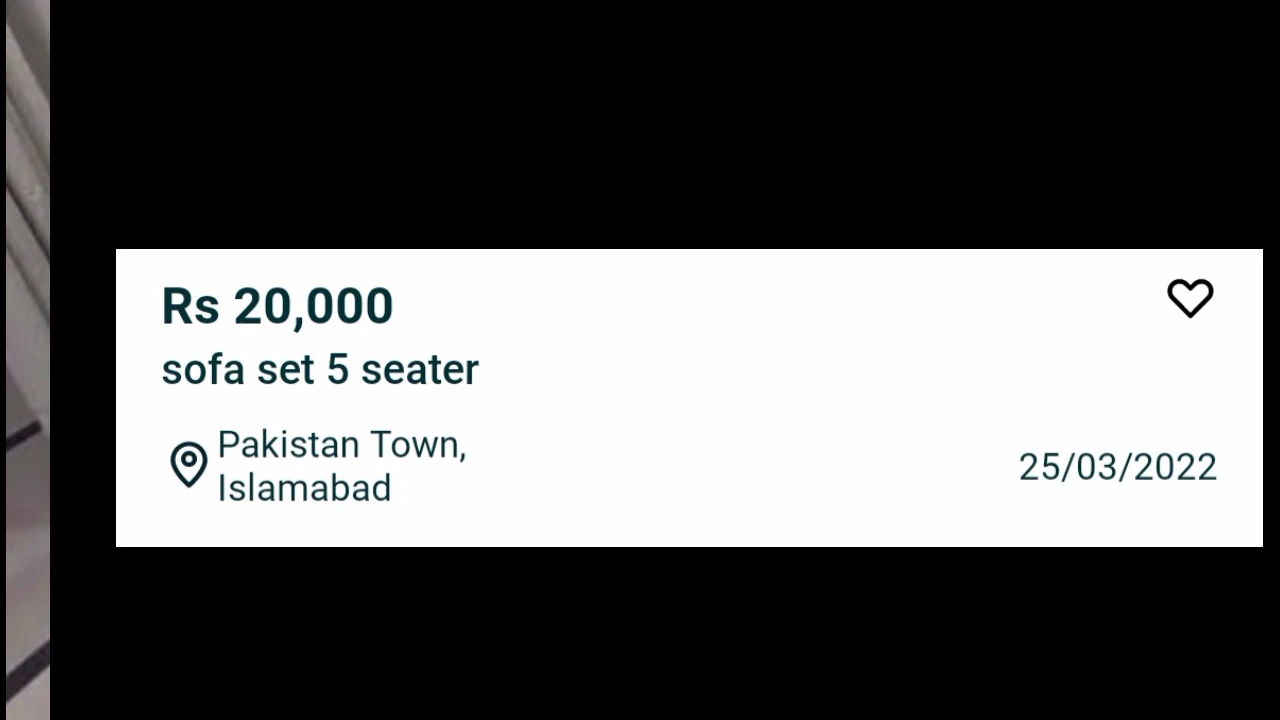 Rs 20,000
sofa set 5 seater
Pakistan Town,
Islamabad
25/03/2022